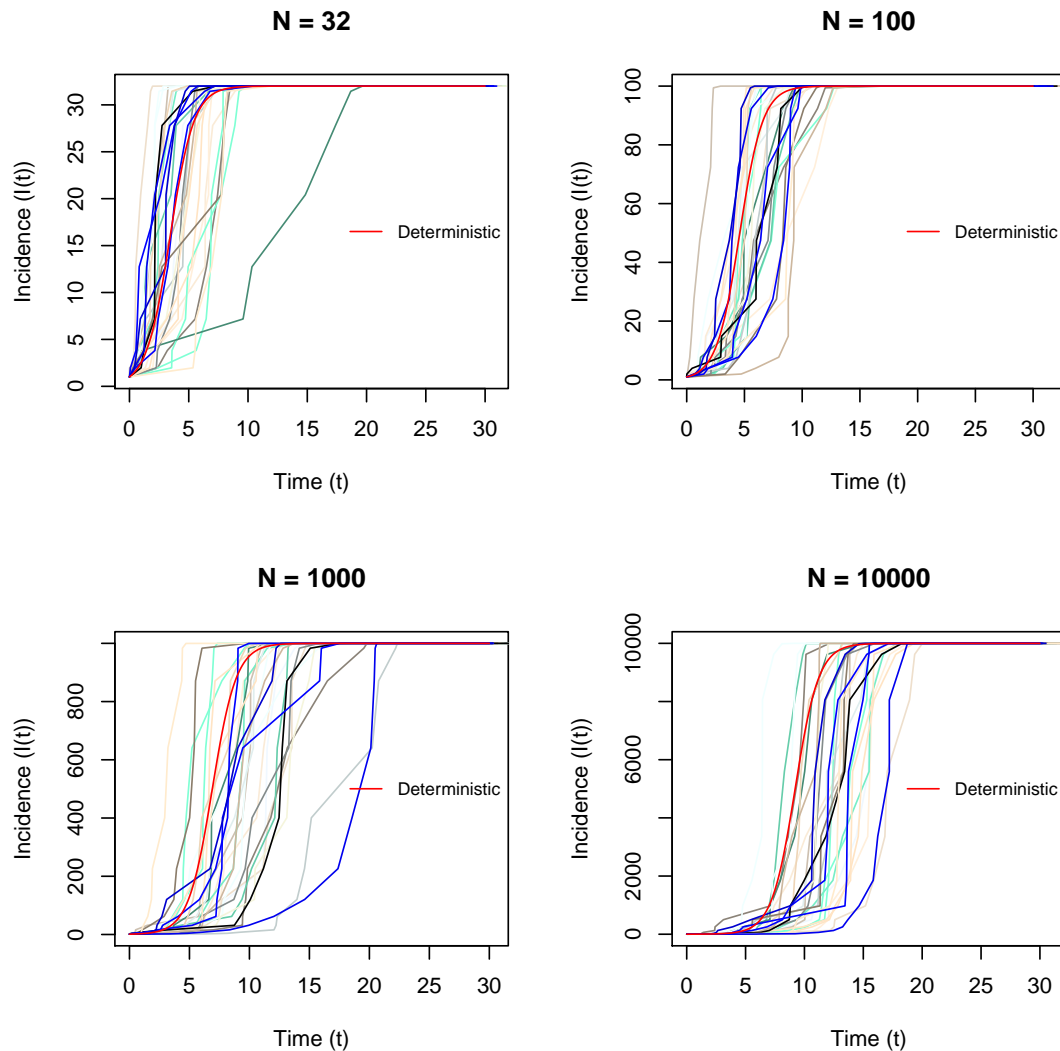 N = 32
Incidence (I(t))
0 5 10 15 20 25 30
Deterministic
0 5 10 15 20 25 30
Time (t)
N = 100
Incidence (I(t))
0 20 40 60 80 100
Deterministic
0 5 10 15 20 25 30
Time (t)
N = 1000
Incidence (I(t))
0 200 400 600 800
Deterministic
0 5 10 15 20 25 30
Time (t)
N = 10000
Incidence (I(t))
0 2000 6000 10000
Deterministic
0 5 10 15 20 25 30
Time (t)